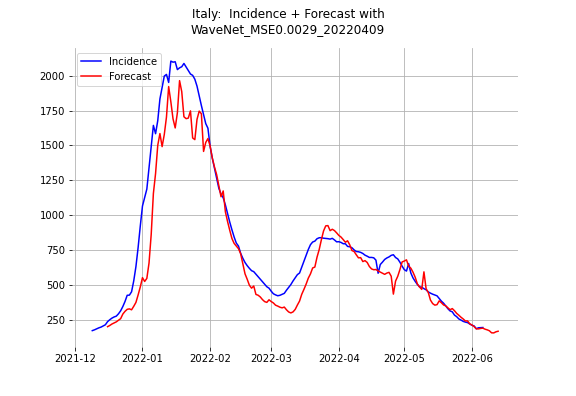 Italy:  Incidence + Forecast with
WaveNet_MSE0.0029_20220409
Incidence
Forecast
2000
1750
1500
1250
1000
750
500
250
2021-12 2022-01 2022-02 2022-03 2022-04 2022-05 2022-06